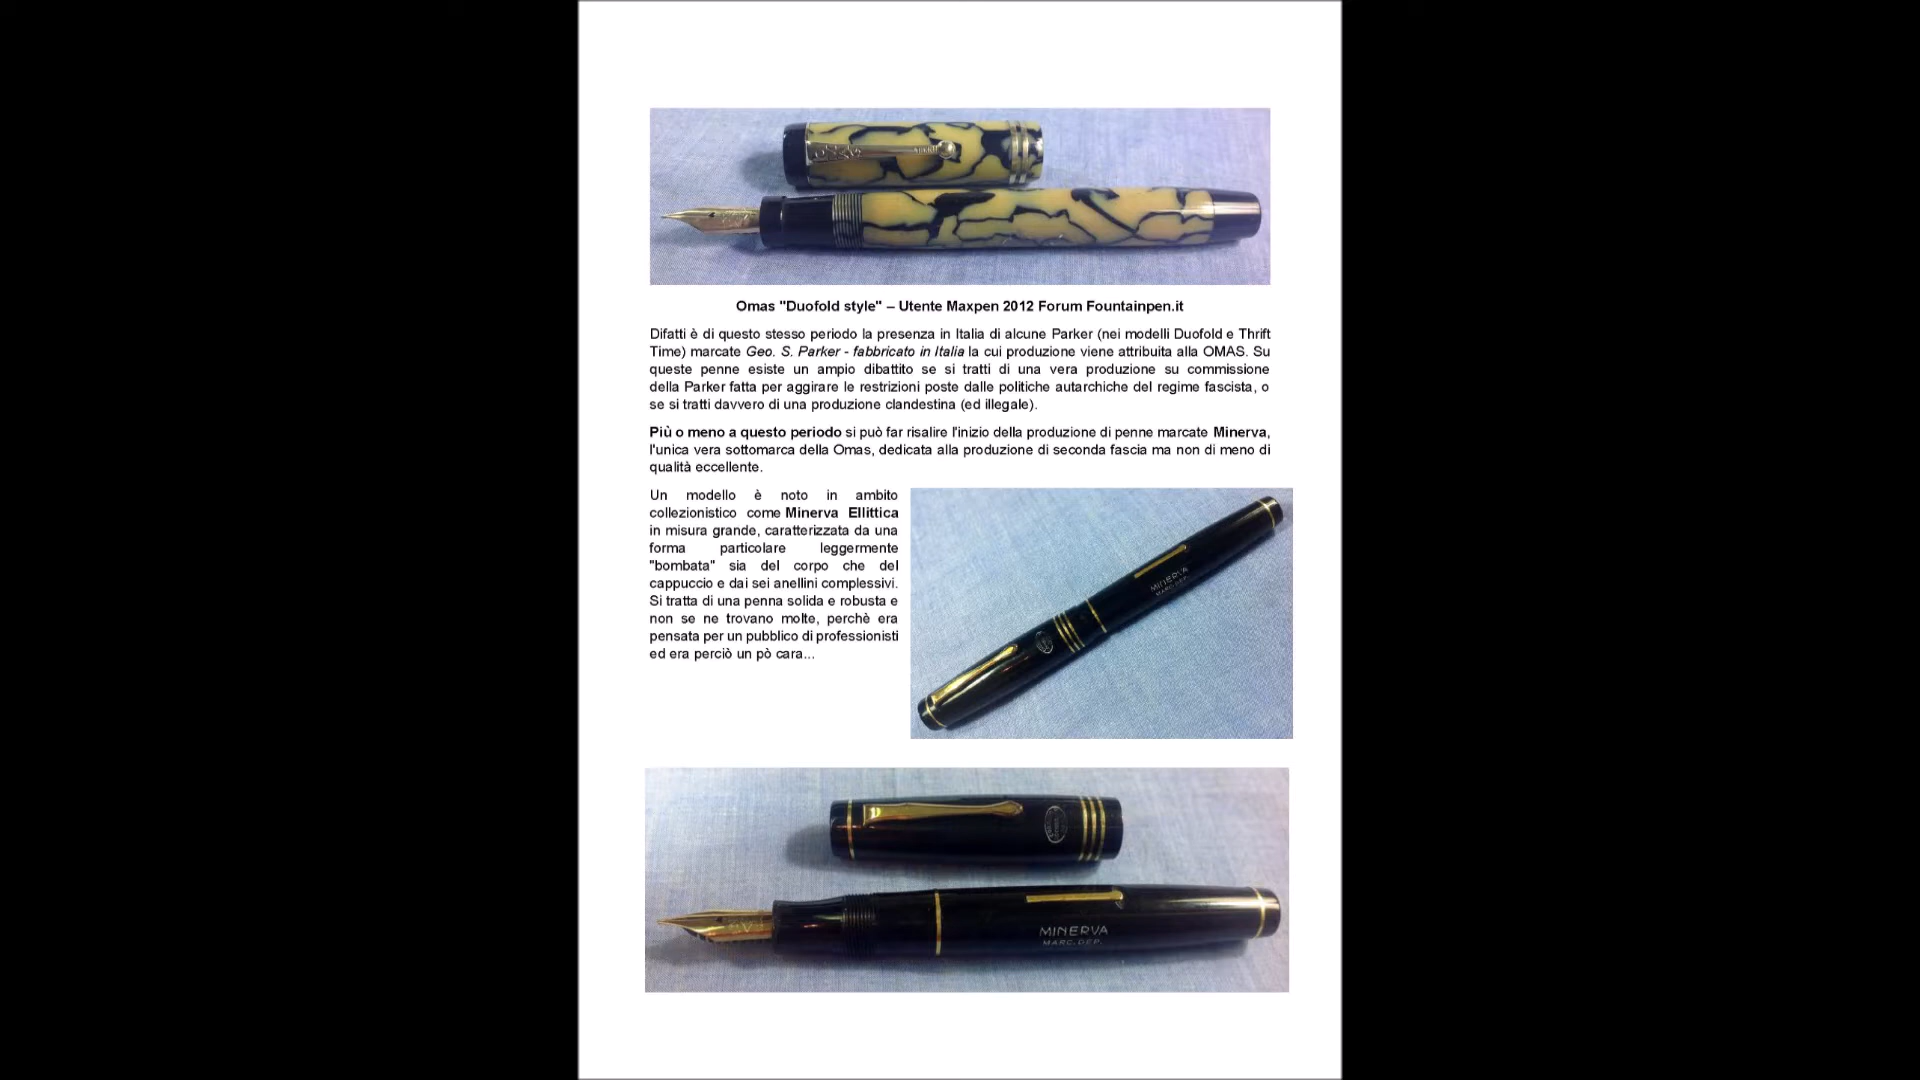 Omas "Duofold style" – Utente Maxpen 2012 Forum Fountainpen.it
Difatti è di questo stesso periodo la presenza in Italia di alcune Parker (nei modelli Duofold e Thrift
Time) marcate Geo. S. Parker - fabbricato in Italia la cui produzione viene attribuita alla OMAS. Su
queste penne esiste un ampio dibattito se si tratti di una vera produzione su commissione
della Parker fatta per aggirare le restrizioni poste dalle politiche autarchiche del regime fascista, o
se si tratti davvero di una produzione clandestina (ed illegale).
Più o meno a questo periodo si può far risalire l'inizio della produzione di penne marcate Minerva,
l'unica vera sottomarca della Omas, dedicata alla produzione di seconda fascia ma non di meno di
qualità eccellente.
Un modello è noto in ambito
collezionistico come Minerva Ellittica
in misura grande, caratterizzata da una
forma particolare leggermente
"bombata" sia del corpo che del
cappuccio e dai sei anellini complessivi.
Si tratta di una penna solida e robusta e
non se ne trovano molte, perchè era
pensata per un pubblico di professionisti
ed era perciò un pò cara...
MINERVA
MARC. DEP.
MINERVA
MARC. DEP.